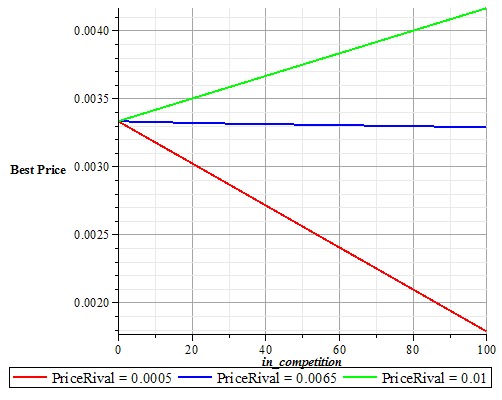 0.0040
0.0035
0.0030
Best Price
0.0025
0.0020
0 20 40 60 80 100
in_competition
PriceRival = 0.0005 PriceRival = 0.0065 PriceRival = 0.01